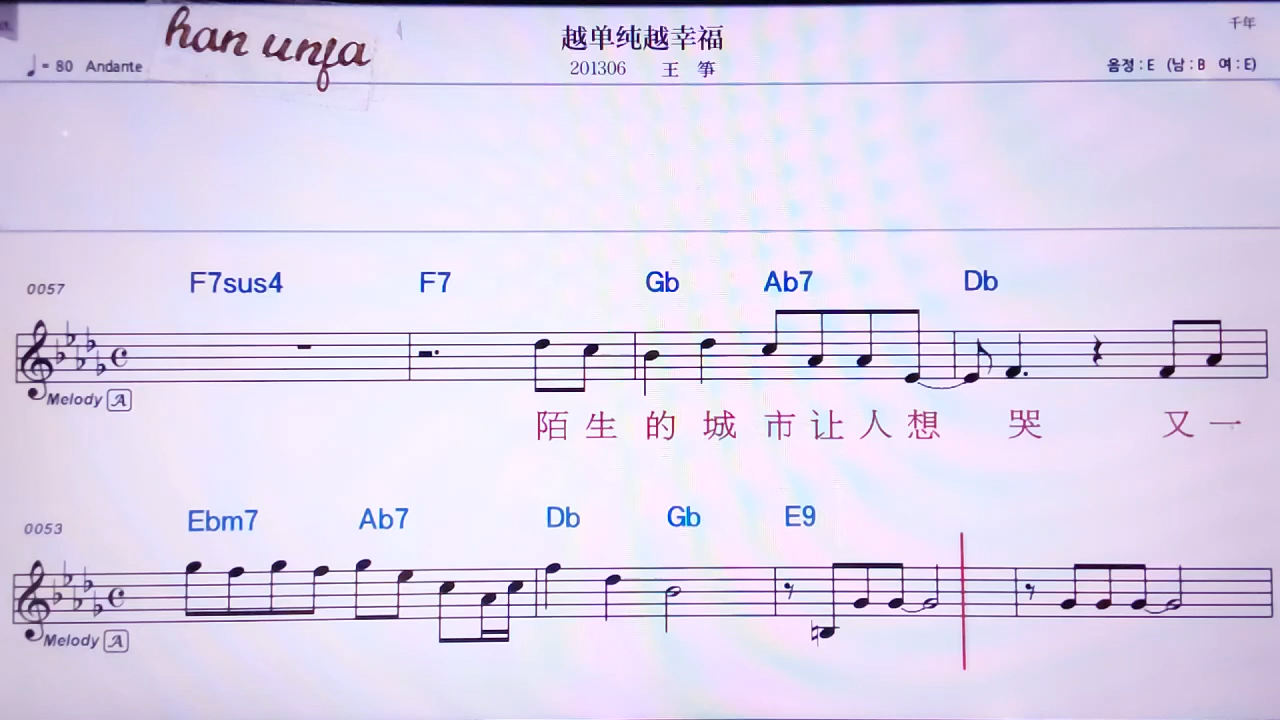 han unfa
越单纯越幸福
千年
♩= 80 Andante
201306 王 筝
음정 : E (남 : B 여 : E)
0057 F7sus4 F7 Gb Ab7 Db
Melody A
陌 生 的 城 市 让 人 想 哭 又 一
0053 Ebm7 Ab7 Db Gb E9
Melody A